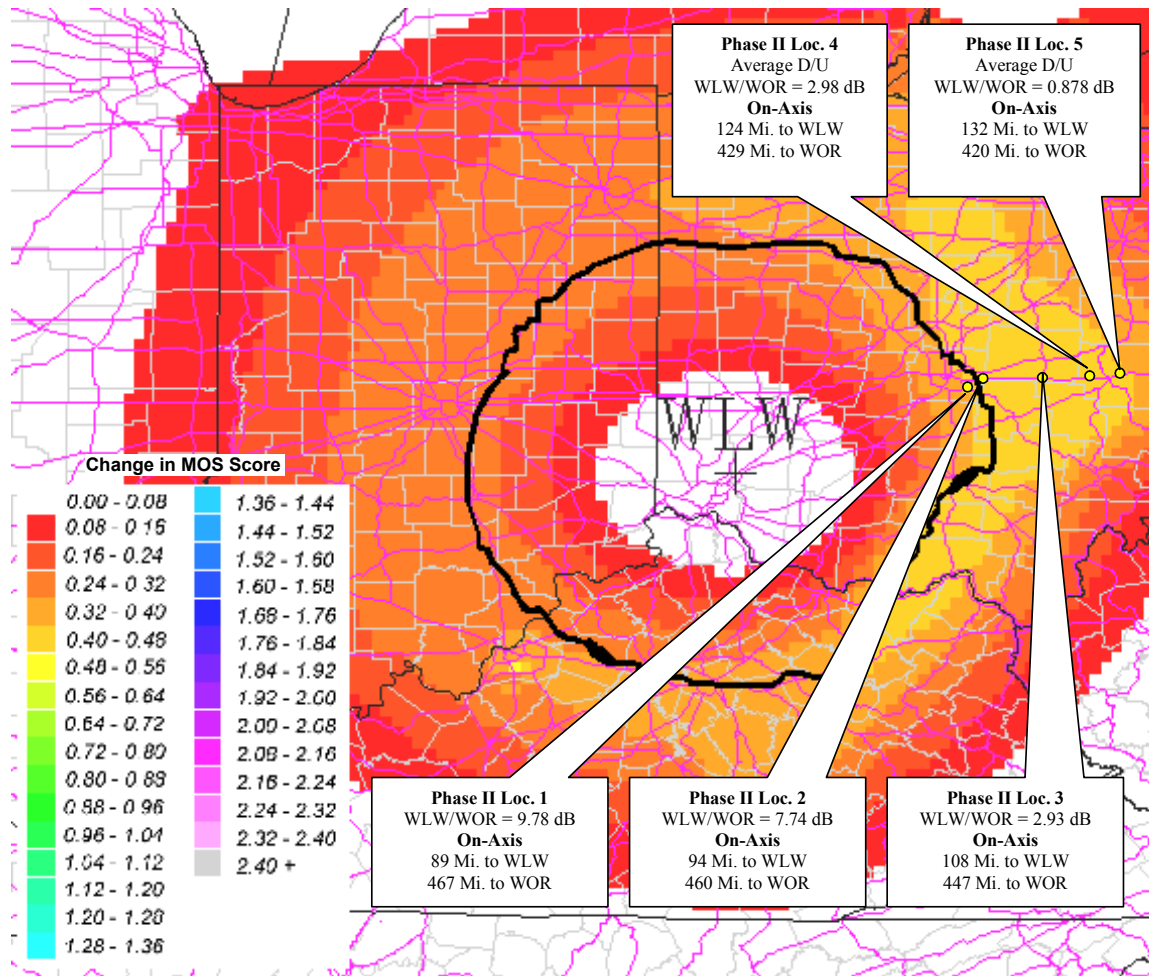 Phase II Loc. 4
Average D/U
WLW/WOR = 2.98 dB
On-Axis
124 Mi. to WLW
429 Mi. to WOR
Phase II Loc. 5
Average D/U
WLW/WOR = 0.878 dB
On-Axis
132 Mi. to WLW
420 Mi. to WOR
WLW
Change in MOS Score
0.00 - 0.08
0.08 - 0.16
0.16 - 0.24
0.24 - 0.32
0.32 - 0.40
0.40 - 0.48
0.48 - 0.56
0.56 - 0.64
0.64 - 0.72
0.72 - 0.80
0.80 - 0.88
0.88 - 0.96
0.96 - 1.04
1.04 - 1.12
1.12 - 1.20
1.20 - 1.28
1.28 - 1.36
1.36 - 1.44
1.44 - 1.52
1.52 - 1.60
1.60 - 1.68
1.68 - 1.76
1.76 - 1.84
1.84 - 1.92
1.92 - 2.00
2.00 - 2.08
2.08 - 2.16
2.16 - 2.24
2.24 - 2.32
2.32 - 2.40
2.40 +
Phase II Loc. 1
WLW/WOR = 9.78 dB
On-Axis
89 Mi. to WLW
467 Mi. to WOR
Phase II Loc. 2
WLW/WOR = 7.74 dB
On-Axis
94 Mi. to WLW
460 Mi. to WOR
Phase II Loc. 3
WLW/WOR = 2.93 dB
On-Axis
108 Mi. to WLW
447 Mi. to WOR